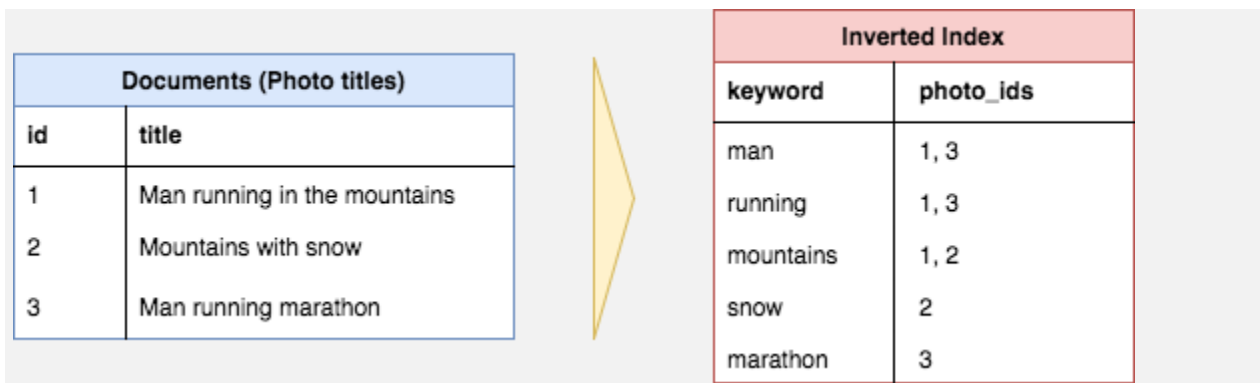 Documents (Photo titles)
id title
1 Man running in the mountains
2 Mountains with snow
3 Man running marathon
Inverted Index
keyword photo_ids
man 1, 3
running 1, 3
mountains 1, 2
snow 2
marathon 3